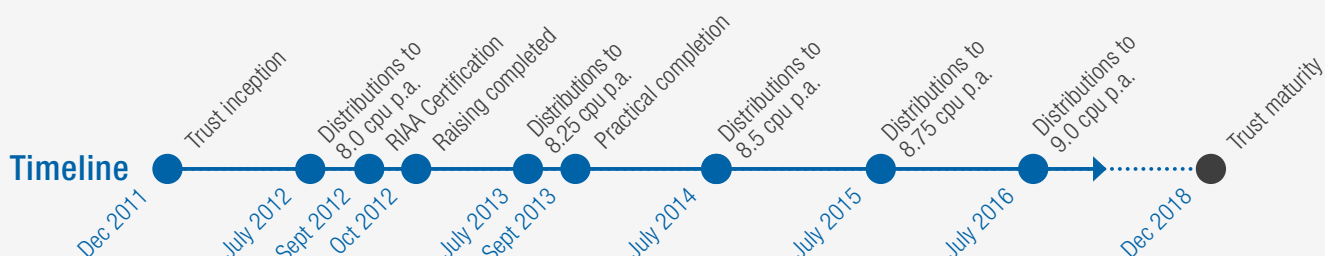 Timeline
Trust inception
Distributions to
8.0 cpu p.a.
RIAA Certification
Raising completed
Distributions to
8.25 cpu p.a.
Practical completion
Distributions to
8.5 cpu p.a.
Distributions to
8.75 cpu p.a.
Distributions to
9.0 cpu p.a.
Trust maturity
Dec 2011
July 2012
Sept 2012
Oct 2012
July 2013
Sept 2013
July 2014
July 2015
July 2016
Dec 2018